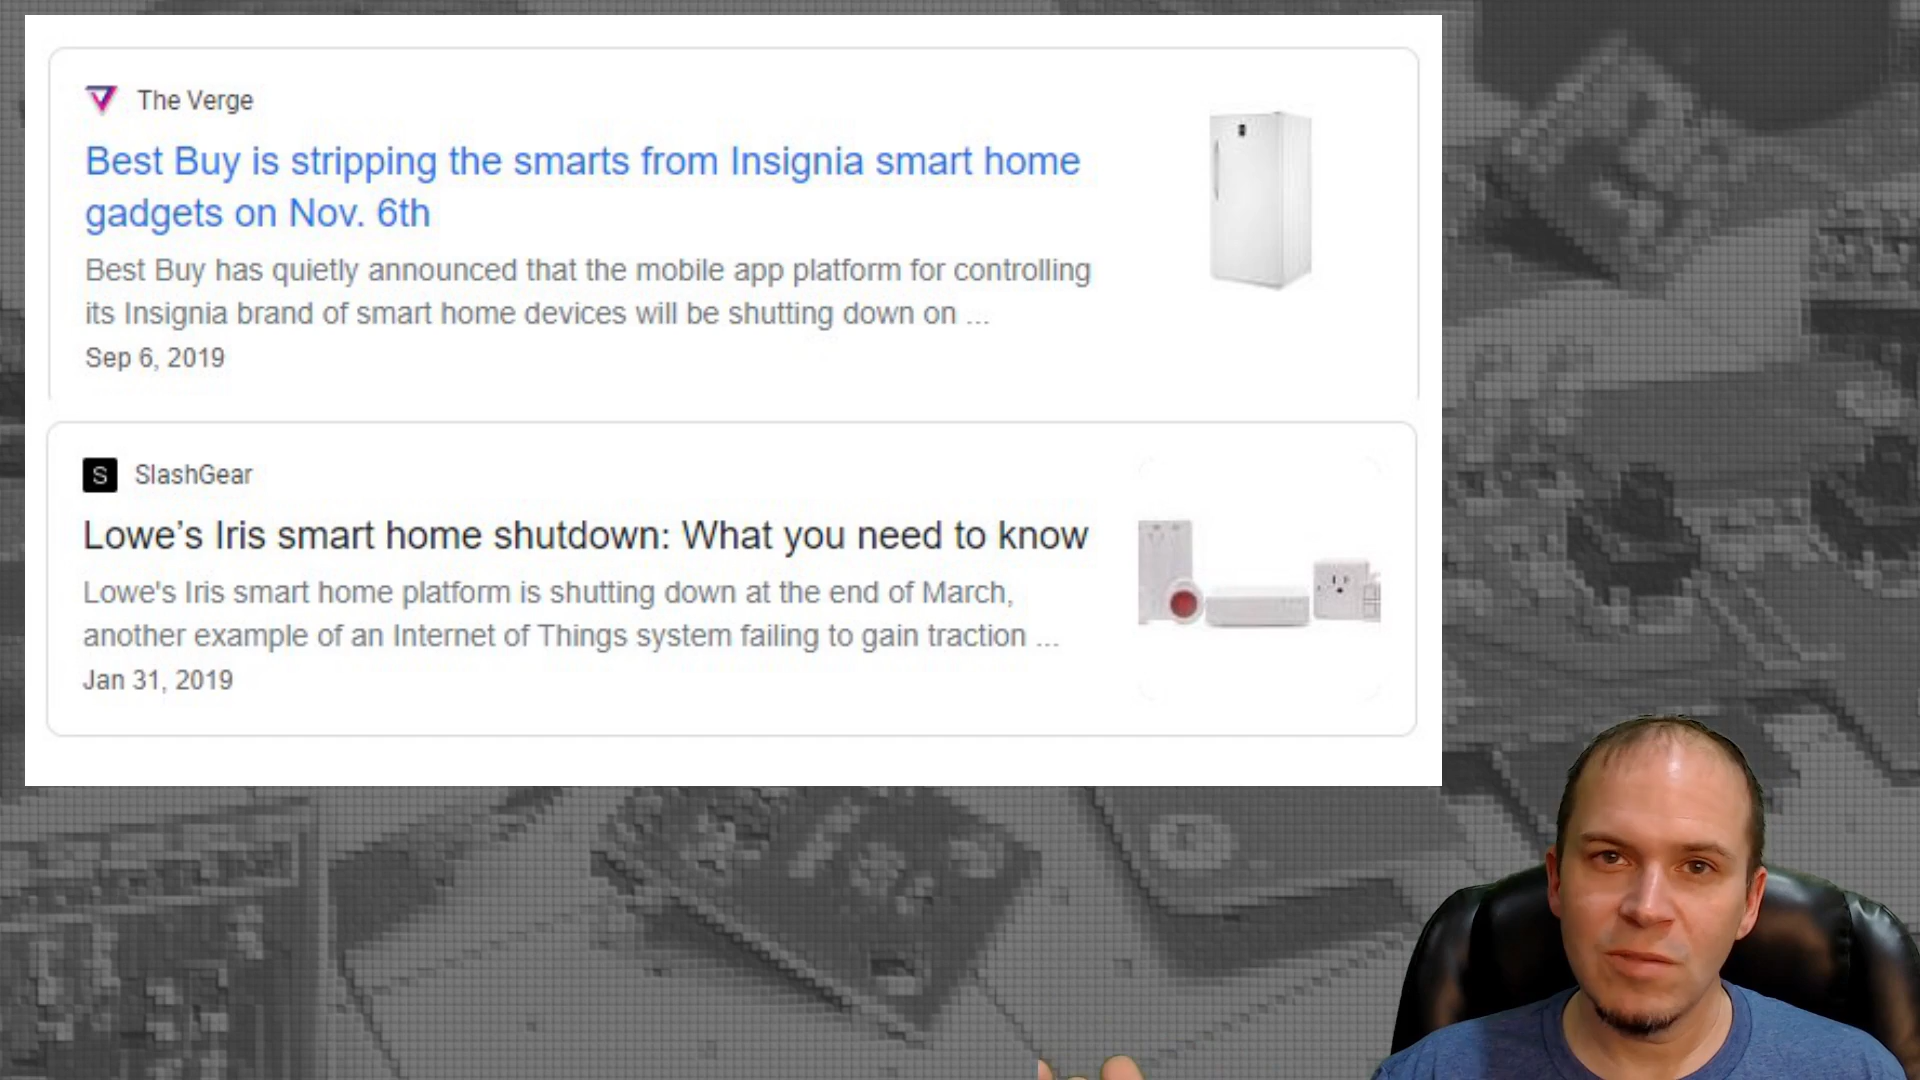 The Verge
Best Buy is stripping the smarts from Insignia smart home
gadgets on Nov. 6th
Best Buy has quietly announced that the mobile app platform for controlling
its Insignia brand of smart home devices will be shutting down on ...
Sep 6, 2019
S SlashGear
Lowe’s Iris smart home shutdown: What you need to know
Lowe's Iris smart home platform is shutting down at the end of March,
another example of an Internet of Things system failing to gain traction ...
Jan 31, 2019